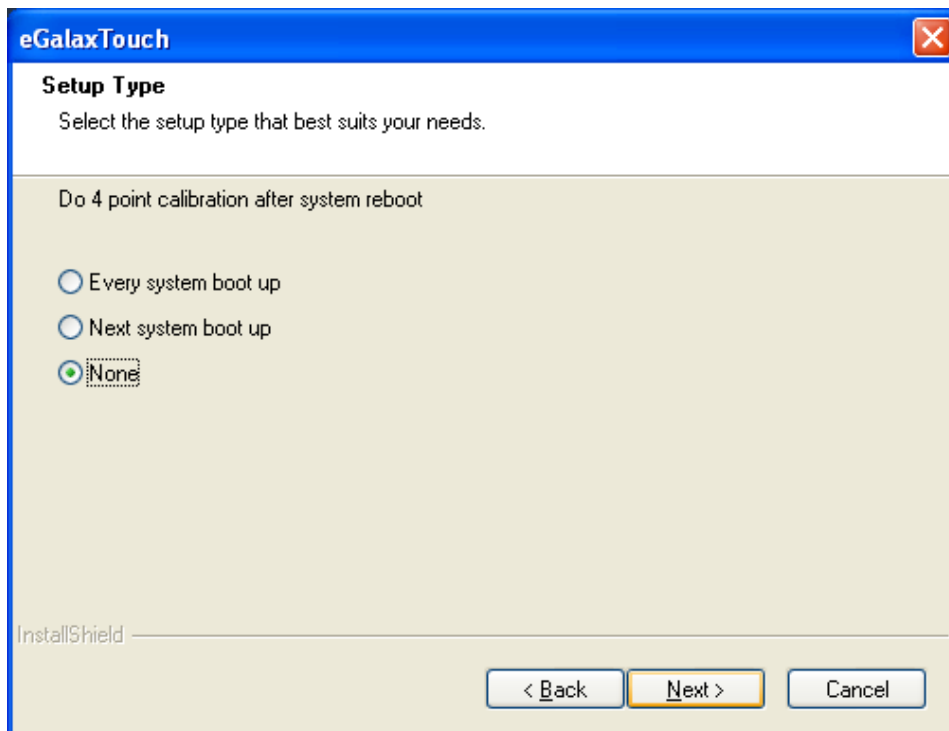 eGalaxTouch
Setup Type
Select the setup type that best suits your needs.
Do 4 point calibration after system reboot
Every system boot up
Next system boot up
None
InstallShield
< Back
Next >
Cancel